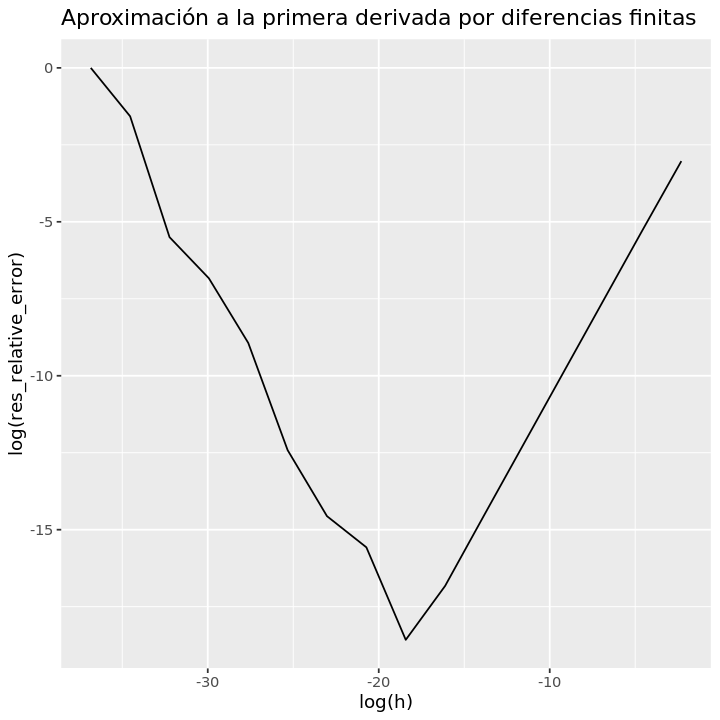 Aproximación a la primera derivada por diferencias finitas
0
-5
-10
-15
log(res_relative_error)
-30
-20
-10
log(h)